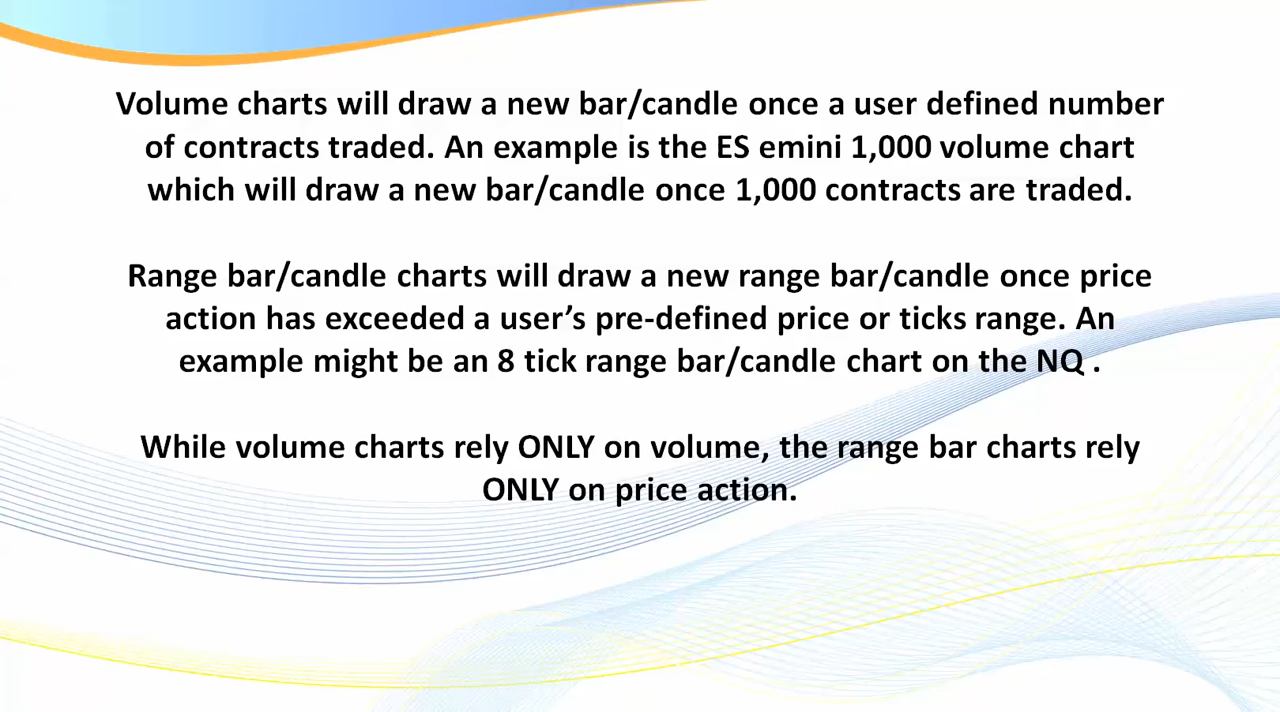 Volume charts will draw a new bar/candle once a user defined number
of contracts traded. An example is the ES emini 1,000 volume chart
which will draw a new bar/candle once 1,000 contracts are traded.
Range bar/candle charts will draw a new range bar/candle once price
action has exceeded a user’s pre-defined price or ticks range. An
example might be an 8 tick range bar/candle chart on the NQ .
While volume charts rely ONLY on volume, the range bar charts rely
ONLY on price action.